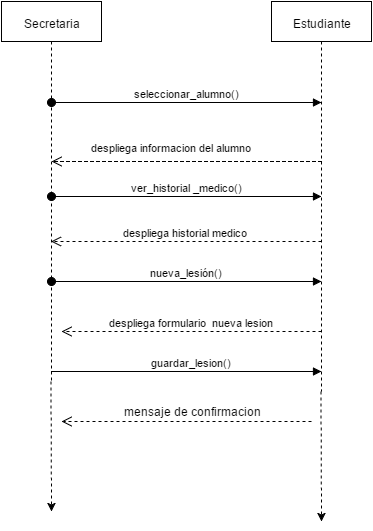 Secretaria
Estudiante
seleccionar_alumno()
despliega informacion del alumno
ver_historial _medico()
despliega historial medico
nueva_lesión()
despliega formulario nueva lesion
guardar_lesion()
mensaje de confirmacion